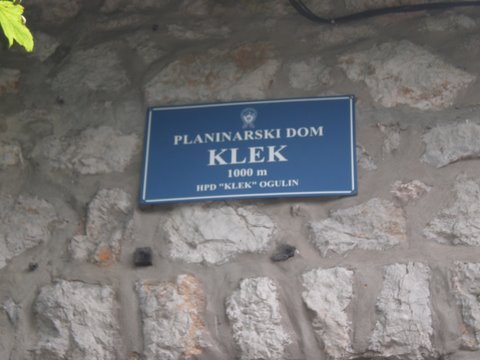 PLANINARSKI DOM
KLEK
1000 m
HPD "KLEK" OGULIN